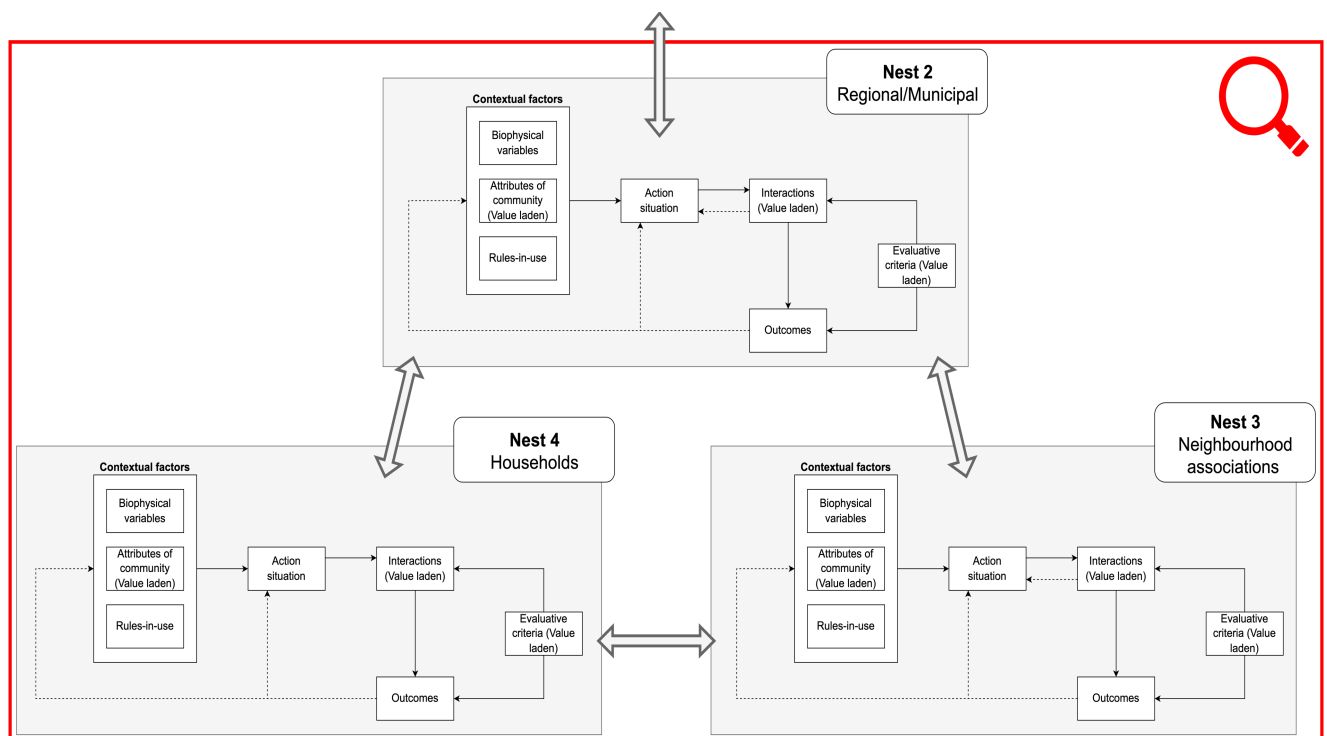 Nest 2
Regional/Municipal
Contextual factors
Biophysical
variables
Attributes of
community
(Value laden)
Rules-in-use
Action
situation
Interactions
(Value laden)
Evaluative
criteria (Value
laden)
Outcomes
Nest 4
Households
Contextual factors
Biophysical
variables
Attributes of
community
(Value laden)
Rules-in-use
Action
situation
Interactions
(Value laden)
Evaluative
criteria (Value
laden)
Outcomes
Nest 3
Neighbourhood
associations
Contextual factors
Biophysical
variables
Attributes of
community
(Value laden)
Rules-in-use
Action
situation
Interactions
(Value laden)
Evaluative
criteria (Value
laden)
Outcomes